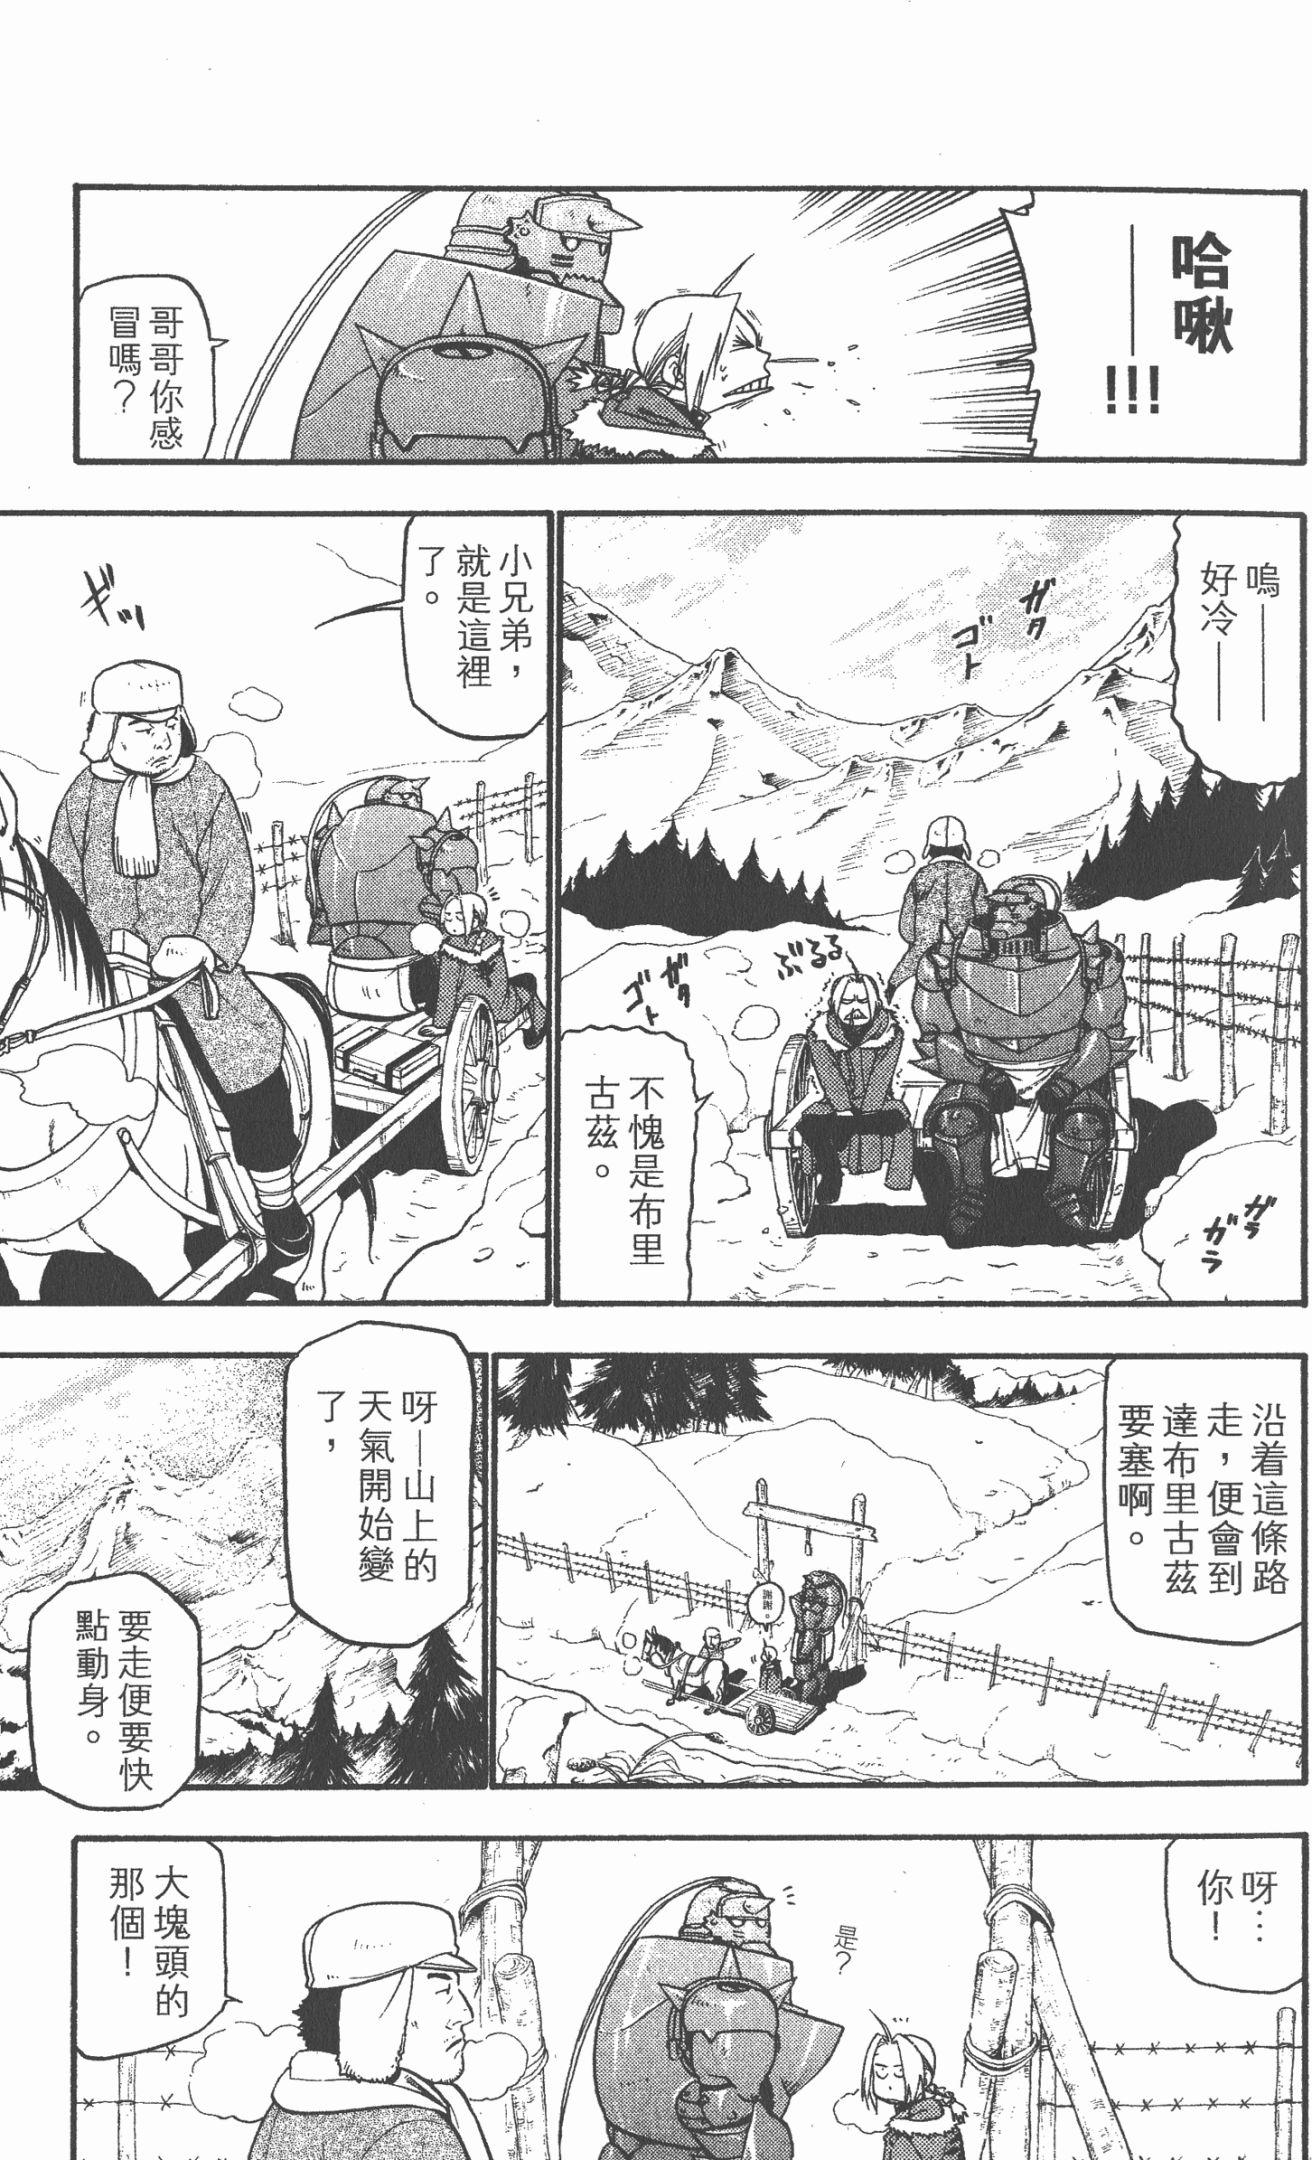 哈啾
——!!!
哥哥你感
冒嗎？
嗚——
好冷——
ガタ
ゴト
ぶるる
ガタ
ゴト
ガラ
ガラ
不愧是布里
古茲。
小兄弟，
就是這裡
了。
ギッ
沿着這條路
走，便會到
達布里古茲
要塞啊。
謝謝。
呀—山上的
天氣開始變
了，
要走便要快
點動身。
呀…
你！
是？
大塊頭的
那個！